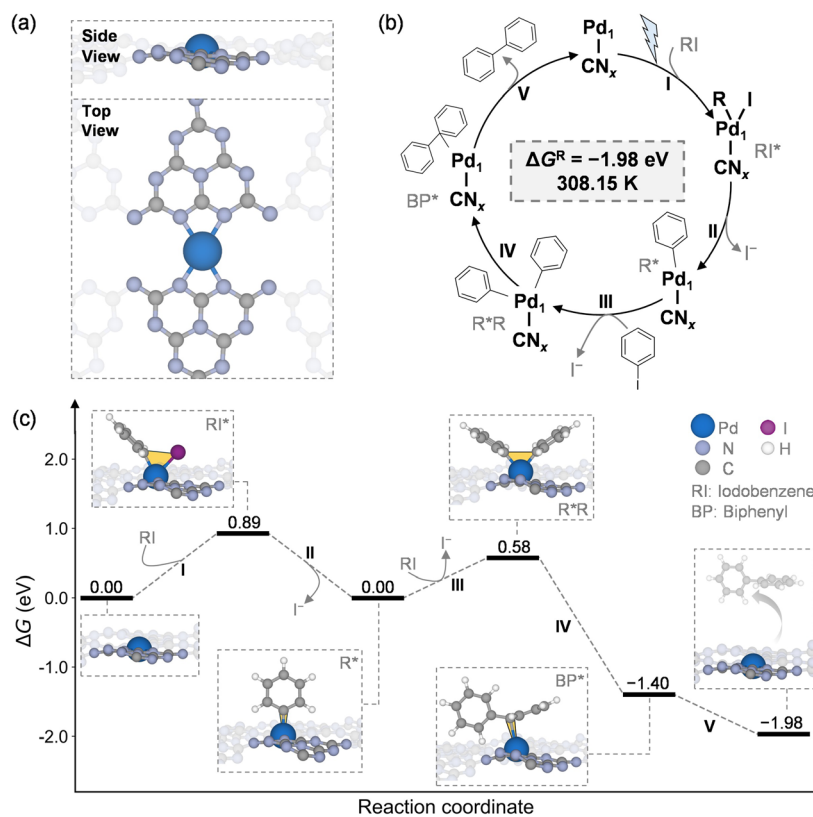 (a)
Side
View
Top
View
(b)
Pd₁
CNₓ
RI
I
R I
Pd₁
CNₓ
RI*
II
I⁻
R*
Pd₁
CNₓ
III
I
I⁻
Pd₁
CNₓ
R*R
IV
Pd₁
CNₓ
BP*
V
ΔGᴿ = −1.98 eV
308.15 K
(c)
ΔG (eV)
2.0
1.0
0.0
-1.0
-2.0
RI*
R*R
R*
BP*
0.00
RI
I
0.89
II
I⁻
0.00
RI
I⁻
III
0.58
IV
−1.40
V
−1.98
Pd I
N H
C
RI: Iodobenzene
BP: Biphenyl
Reaction coordinate